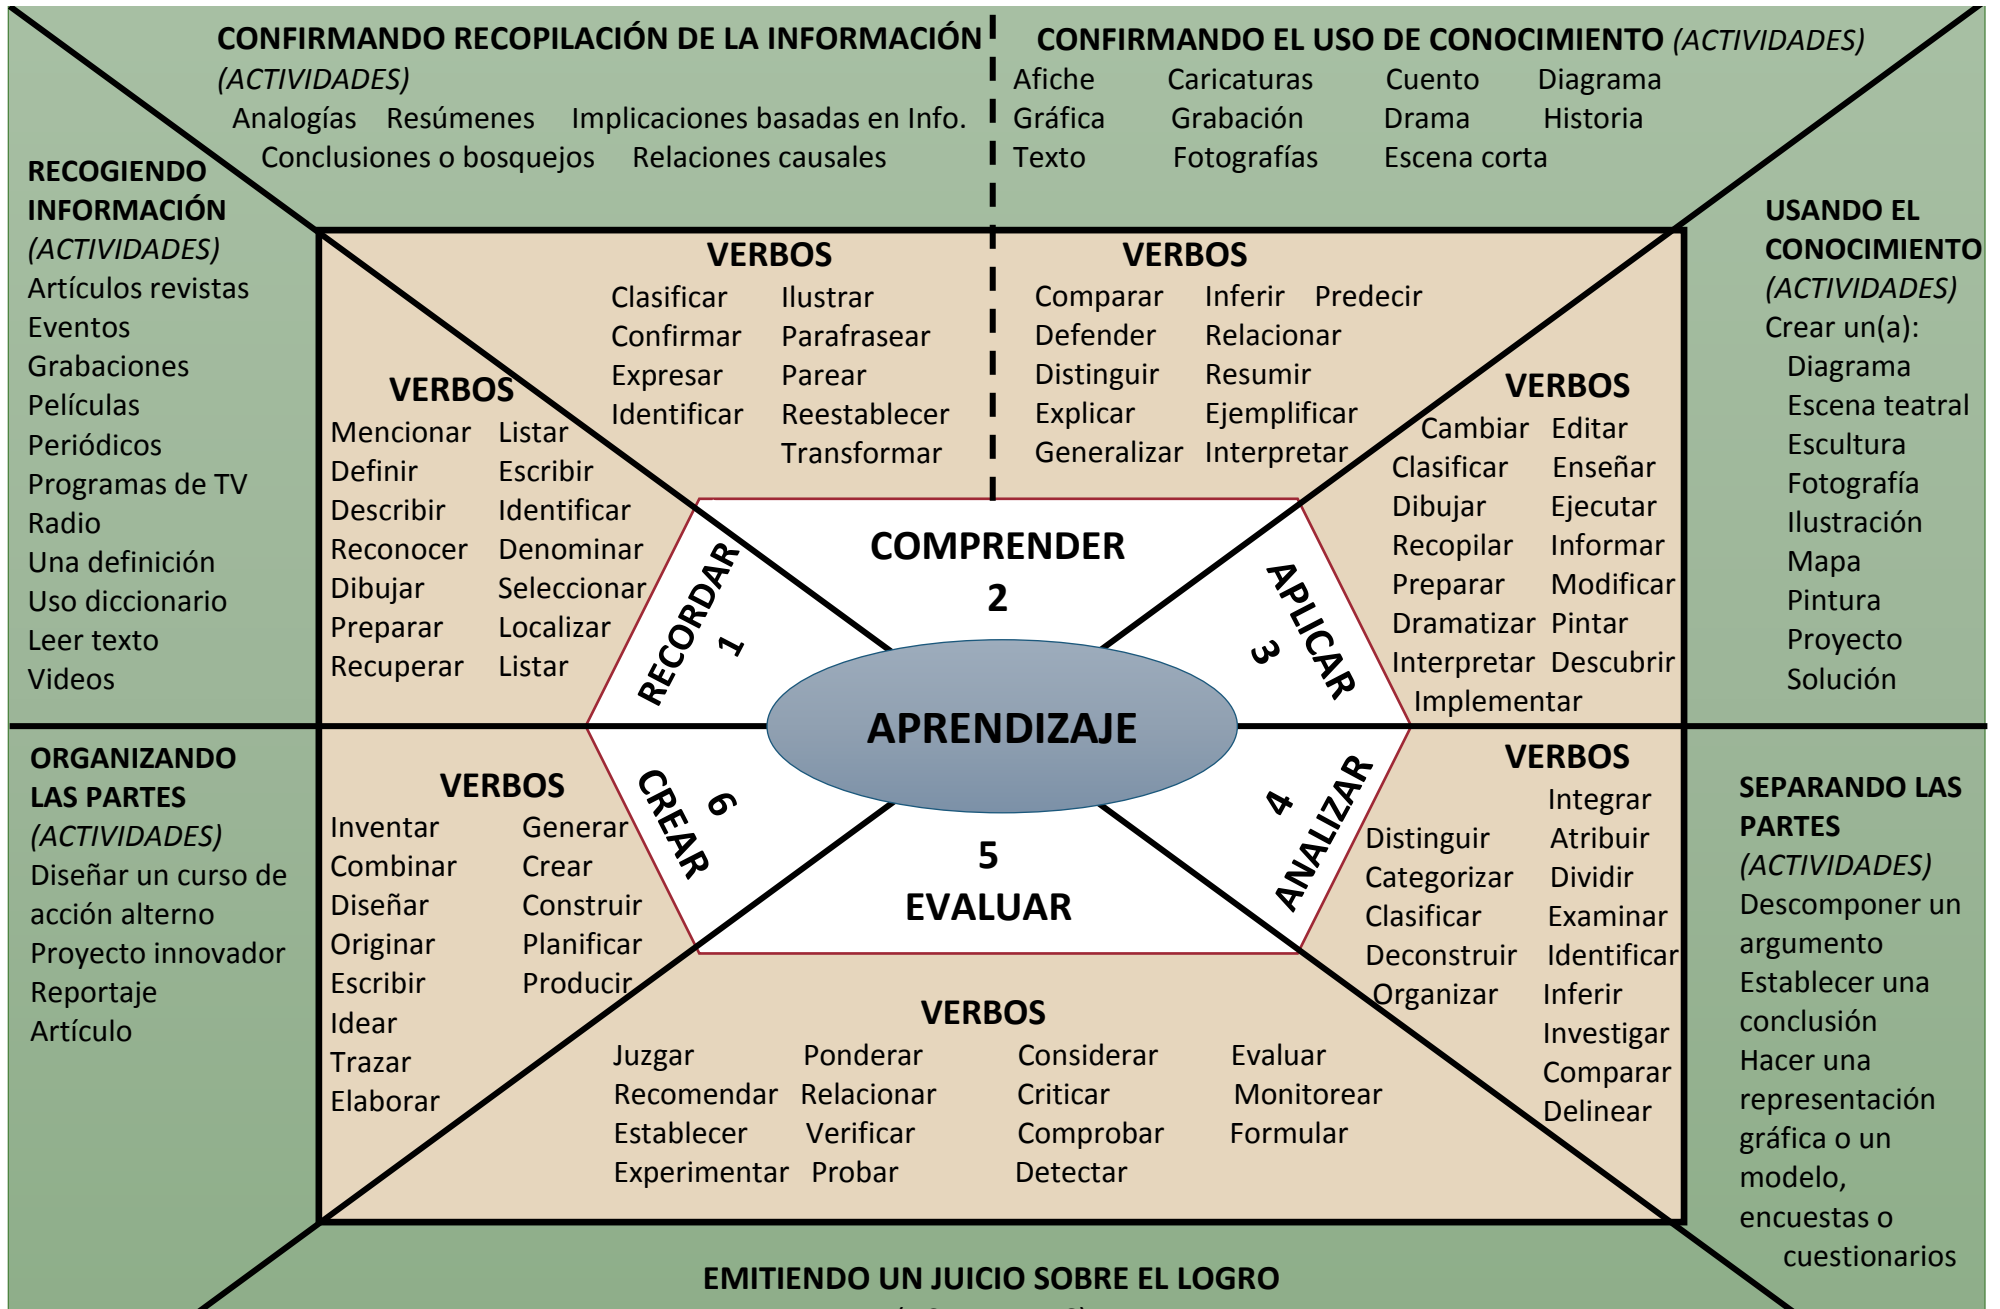 CONFIRMANDO RECOPILACIÓN DE LA INFORMACIÓN
(ACTIVIDADES)
Analogías Resúmenes Implicaciones basadas en Info.
Conclusiones o bosquejos Relaciones causales
CONFIRMANDO EL USO DE CONOCIMIENTO (ACTIVIDADES)
Afiche Caricaturas Cuento Diagrama
Gráfica Grabación Drama Historia
Texto Fotografías Escena corta
RECOGIENDO
INFORMACIÓN
(ACTIVIDADES)
Artículos revistas
Eventos
Grabaciones
Películas
Periódicos
Programas de TV
Radio
Una definición
Uso diccionario
Leer texto
Videos
VERBOS
Mencionar Listar
Definir Escribir
Describir Identificar
Reconocer Denominar
Dibujar Seleccionar
Preparar Localizar
Recuperar Listar
VERBOS
Clasificar Ilustrar
Confirmar Parafrasear
Expresar Parear
Identificar Reestablecer
Transformar
VERBOS
Comparar Inferir Predecir
Defender Relacionar
Distinguir Resumir
Explicar Ejemplificar
Generalizar Interpretar
VERBOS
Cambiar Editar
Clasificar Enseñar
Dibujar Ejecutar
Recopilar Informar
Preparar Modificar
Dramatizar Pintar
Interpretar Descubrir
Implementar
USANDO EL
CONOCIMIENTO
(ACTIVIDADES)
Crear un(a):
Diagrama
Escena teatral
Escultura
Fotografía
Ilustración
Mapa
Pintura
Proyecto
Solución
RECORDAR
1
COMPRENDER
2
APLICAR
3
APRENDIZAJE
4
ANALIZAR
5
EVALUAR
6
CREAR
ORGANIZANDO
LAS PARTES
(ACTIVIDADES)
Diseñar un curso de
acción alterno
Proyecto innovador
Reportaje
Artículo
VERBOS
Inventar Generar
Combinar Crear
Diseñar Construir
Originar Planificar
Escribir Producir
Idear
Trazar
Elaborar
VERBOS
Juzgar Ponderar Considerar Evaluar
Recomendar Relacionar Criticar Monitorear
Establecer Verificar Comprobar Formular
Experimentar Probar Detectar
VERBOS
Integrar
Distinguir Atribuir
Categorizar Dividir
Clasificar Examinar
Deconstruir Identificar
Organizar Inferir
Investigar
Comparar
Delinear
SEPARANDO LAS
PARTES
(ACTIVIDADES)
Descomponer un
argumento
Establecer una
conclusión
Hacer una
representación
gráfica o un
modelo,
encuestas o
cuestionarios
EMITIENDO UN JUICIO SOBRE EL LOGRO